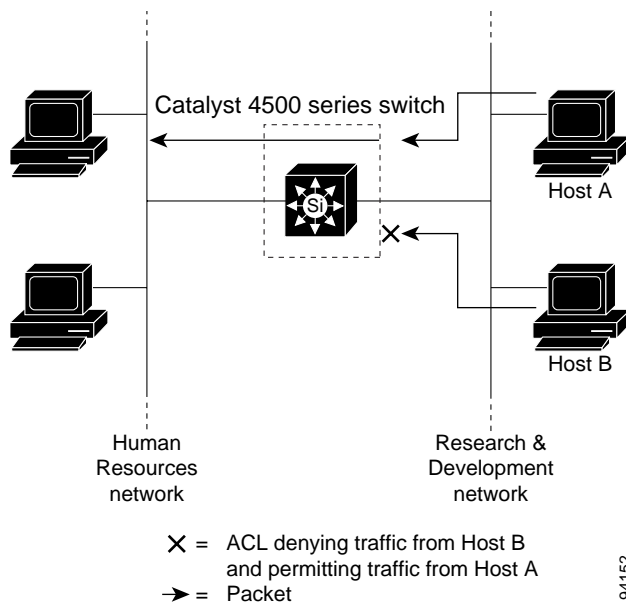 Catalyst 4500 series switch
Si
Host A
Host B
Human
Resources
network
Research &
Development
network
X = ACL denying traffic from Host B
and permitting traffic from Host A
= Packet
94152